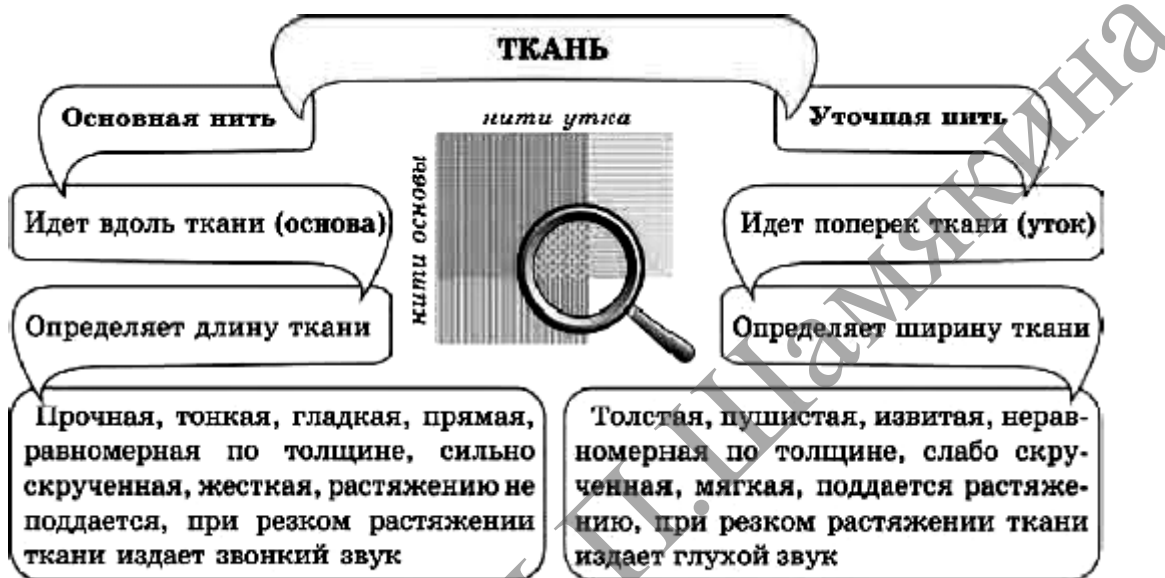 ТКАНЬ
Основная нить
Идет вдоль ткани (основа)
Определяет длину ткани
Прочная, тонкая, гладкая, прямая,
равномерная по толщине, сильно
скрученная, жесткая, растяжению не
поддается, при резком растяжении
ткани издает звонкий звук
нити утка
нити основы
Уточная нить
Идет поперек ткани (уток)
Определяет ширину ткани
Толстая, пушистая, извитая, нерав-
номерная по толщине, слабо скру-
ченная, мягкая, поддается растяже-
нию, при резком растяжении ткани
издает глухой звук
П.Шамякина